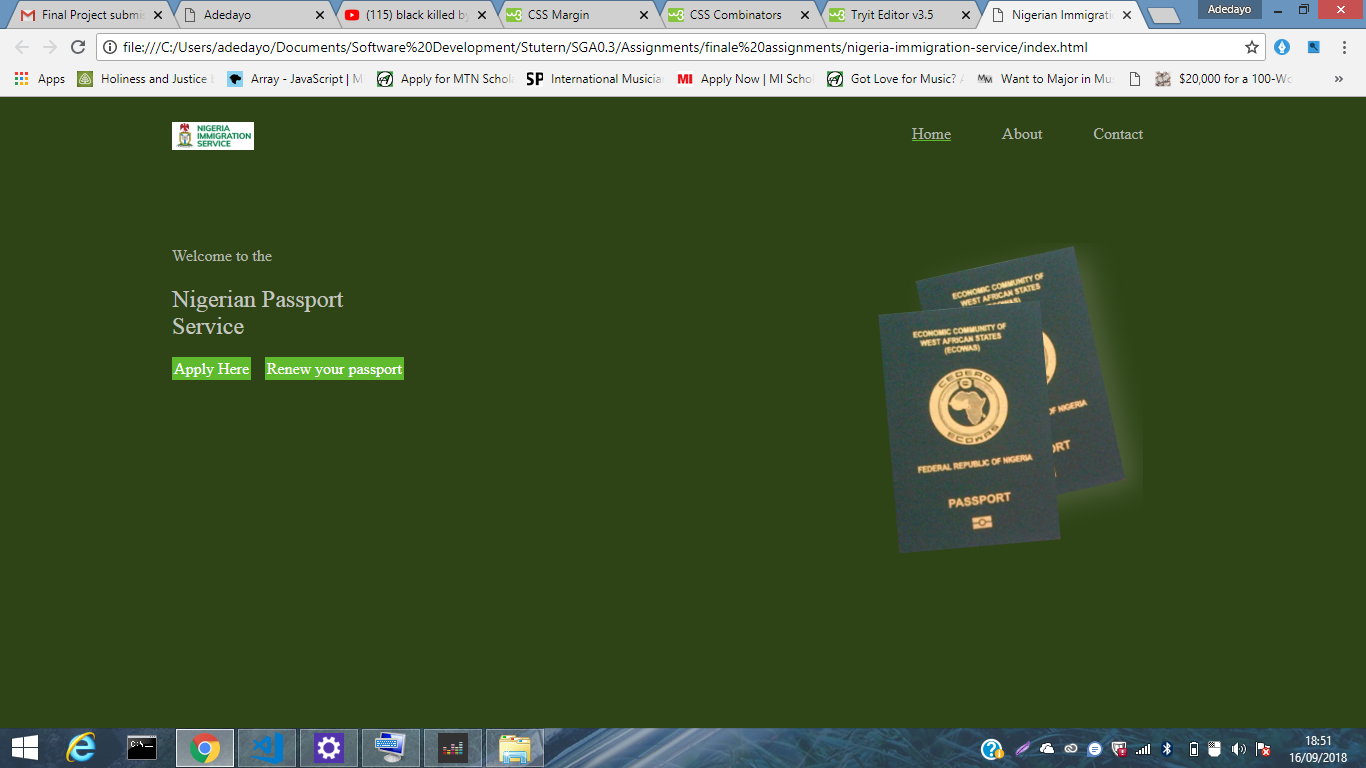 Final Project submis
Adedayo
(115) black killed by
CSS Margin
CSS Combinators
Tryit Editor v3.5
Nigerian Immigrati
Adedayo
file:///C:/Users/adedayo/Documents/Software%20Development/Stutern/SGA0.3/Assignments/finale%20assignments/nigeria-immigration-service/index.html
Apps
Holiness and Justice
Array - JavaScript | M
Apply for MTN Schol
International Musician
Apply Now | MI Scho
Got Love for Music?
Want to Major in Mu
$20,000 for a 100-Wo
NIGERIA
IMMIGRATION
SERVICE
Home
About
Contact
Welcome to the
Nigerian Passport
Service
Apply Here
Renew your passport
ECONOMIC COMMUNITY OF
WEST AFRICAN STATES
ECONOMIC COMMUNITY OF
WEST AFRICAN STATES
(ECOWAS)
CEDEAO
ECOWAS
OF NIGERIA
FEDERAL REPUBLIC OF NIGERIA
PORT
PASSPORT
18:51
16/09/2018